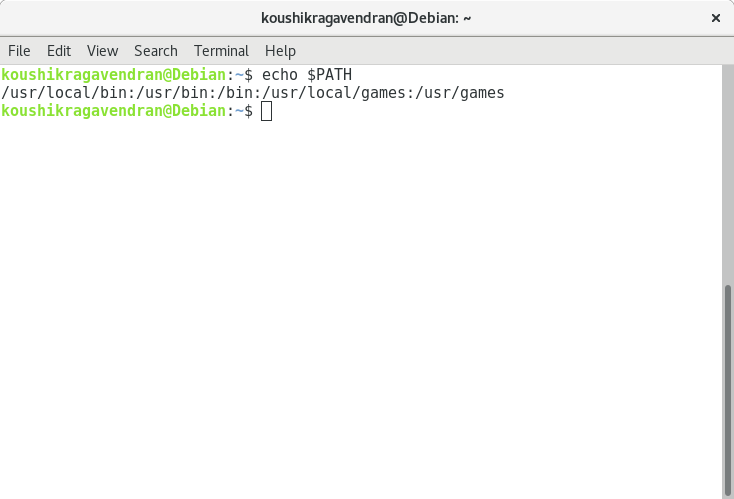 koushikragavendran@Debian: ~
File Edit View Search Terminal Help
koushikragavendran@Debian:~$ echo $PATH
/usr/local/bin:/usr/bin:/bin:/usr/local/games:/usr/games
koushikragavendran@Debian:~$